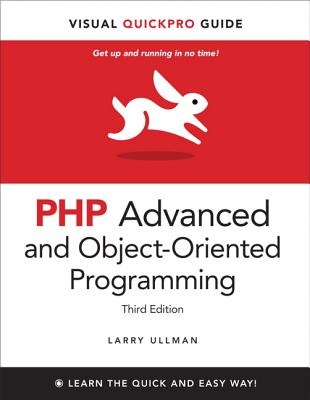 VISUAL QUICKPRO GUIDE
Get up and running in no time!
PHP Advanced
and Object-Oriented
Programming
Third Edition
LARRY ULLMAN
LEARN THE QUICK AND EASY WAY!